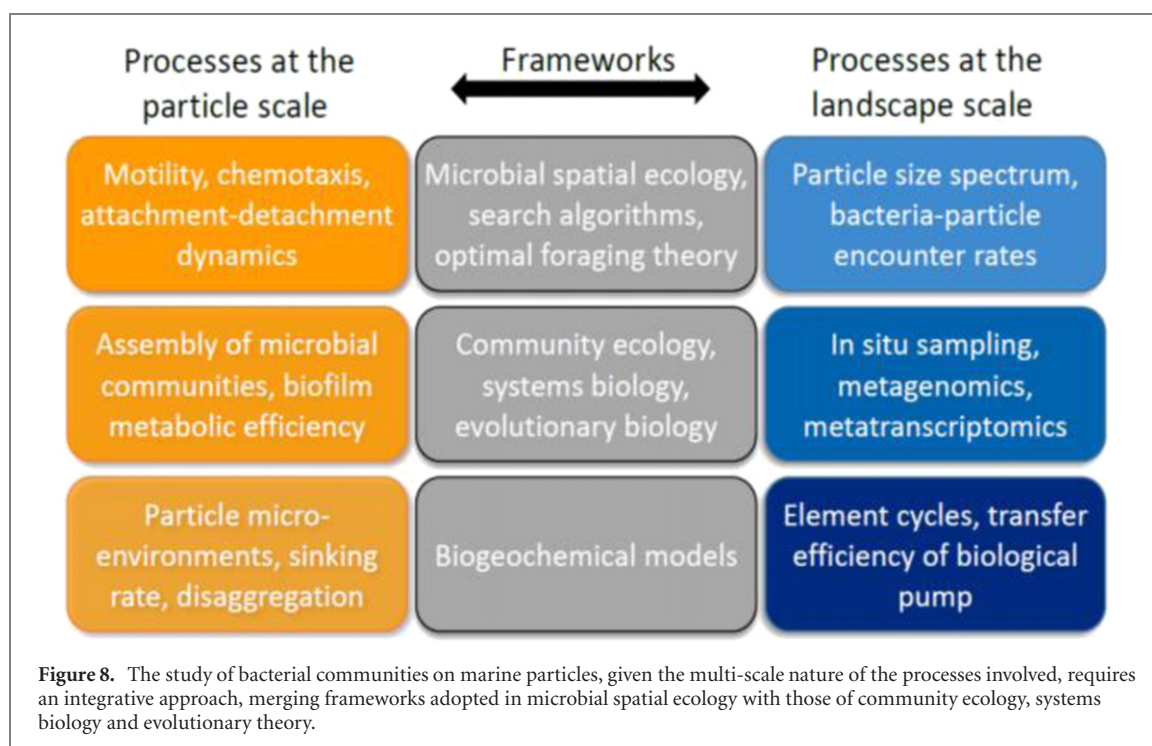 Processes at the
particle scale
Frameworks
Processes at the
landscape scale
Motility, chemotaxis,
attachment-detachment
dynamics
Microbial spatial ecology,
search algorithms,
optimal foraging theory
Particle size spectrum,
bacteria-particle
encounter rates
Assembly of microbial
communities, biofilm
metabolic efficiency
Community ecology,
systems biology,
evolutionary biology
In situ sampling,
metagenomics,
metatranscriptomics
Particle micro-
environments, sinking
rate, disaggregation
Biogeochemical models
Element cycles, transfer
efficiency of biological
pump
Figure 8. The study of bacterial communities on marine particles, given the multi-scale nature of the processes involved, requires
an integrative approach, merging frameworks adopted in microbial spatial ecology with those of community ecology, systems
biology and evolutionary theory.